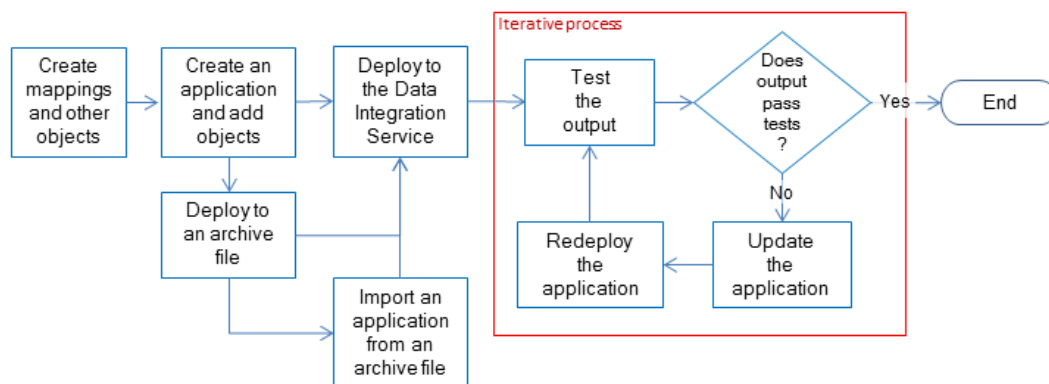 Iterative process
Create
mappings
and other
objects
Create an
application
and add
objects
Deploy to
the Data
Integration
Service
Test
the
output
Does
output
pass
tests
?
Yes
End
No
Deploy to
an archive
file
Redeploy
the
application
Update
the
application
Import an
application
from an
archive file